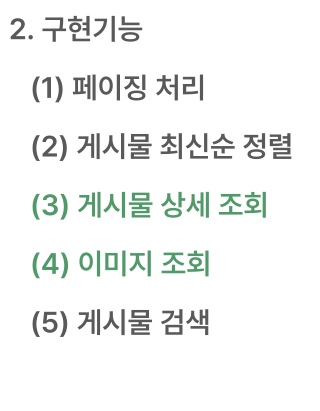 2. 구현기능
(1) 페이징 처리
(2) 게시물 최신순 정렬
(3) 게시물 상세 조회
(4) 이미지 조회
(5) 게시물 검색